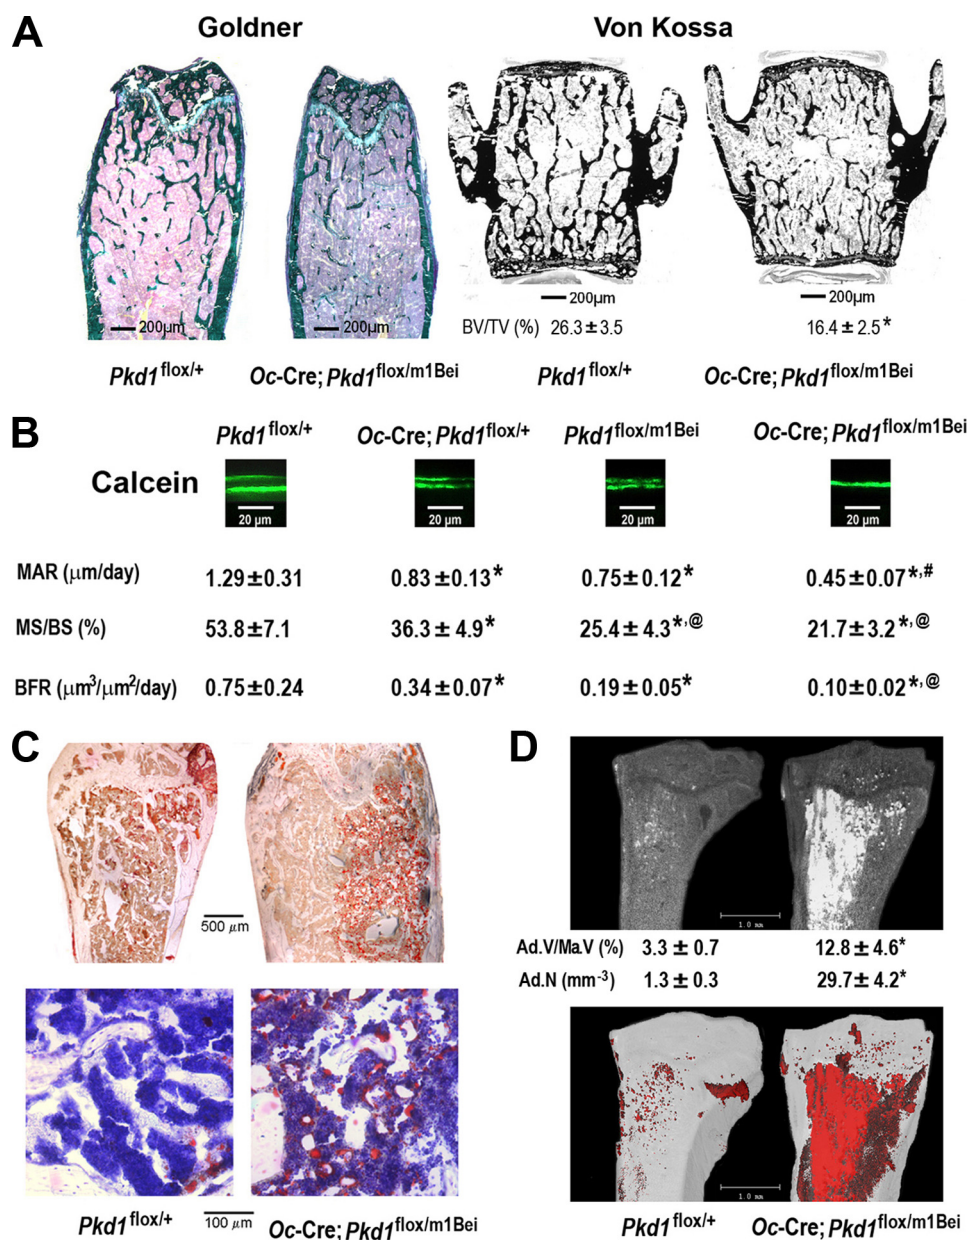 A
Goldner
Von Kossa
200µm
200µm
200µm
200µm
BV/TV (%) 26.3 ± 3.5 16.4 ± 2.5*
Pkd1flox/+ Oc-Cre; Pkd1flox/m1Bei Pkd1flox/+ Oc-Cre; Pkd1flox/m1Bei
B
Pkd1flox/+ Oc-Cre; Pkd1flox/+ Pkd1flox/m1Bei Oc-Cre; Pkd1flox/m1Bei
Calcein
20 µm 20 µm 20 µm 20 µm
MAR (µm/day) 1.29±0.31 0.83±0.13* 0.75±0.12* 0.45±0.07*,#
MS/BS (%) 53.8±7.1 36.3±4.9* 25.4±4.3*,@ 21.7±3.2*,@
BFR (µm3/µm2/day) 0.75±0.24 0.34±0.07* 0.19±0.05* 0.10±0.02*,@
C
500 µm
100 µm
Pkd1flox/+ Oc-Cre; Pkd1flox/m1Bei
D
1.0 mm
Ad.V/Ma.V (%) 3.3 ± 0.7 12.8 ± 4.6*
Ad.N (mm-3) 1.3 ± 0.3 29.7 ± 4.2*
1.0 mm
Pkd1flox/+ Oc-Cre; Pkd1flox/m1Bei